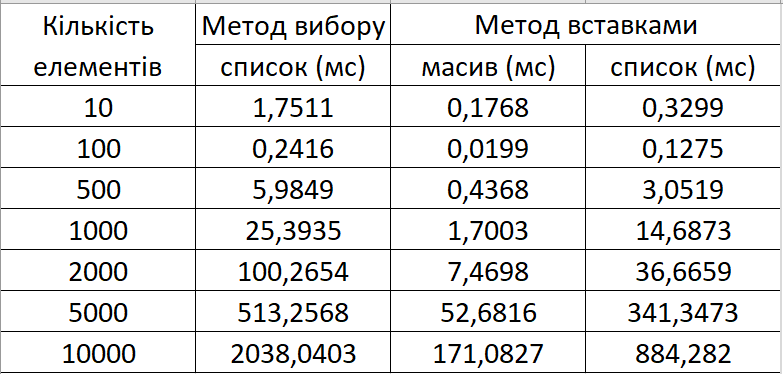 Кількість елементів Метод вибору Метод вставками
список (мс) масив (мс) список (мс)
10 1,7511 0,1768 0,3299
100 0,2416 0,0199 0,1275
500 5,9849 0,4368 3,0519
1000 25,3935 1,7003 14,6873
2000 100,2654 7,4698 36,6659
5000 513,2568 52,6816 341,3473
10000 2038,0403 171,0827 884,282